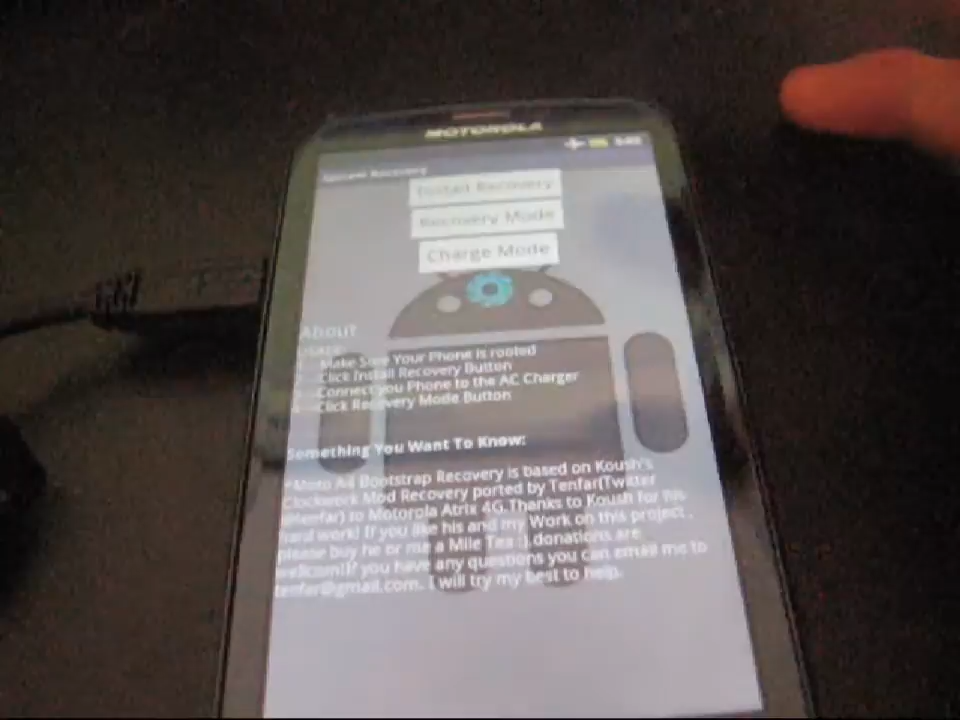 MOTOROLA
Recovery
Install Recovery
Recovery Mode
Charge Mode
About
Make Sure Your Phone is rooted
Click Install Recovery Button
Connect you Phone to the AC Charger
Click Recovery Mode Button
Something You Want To Know:
*Moto A4 Bootstrap Recovery is based on Koush's
Clockwork Mod Recovery ported by Tenfar(Twitter
to Motorola Atrix 4G.Thanks to Koush for his
hard work! If you like his and my Work on this project ,
please buy he or me a Mile Tea :).donations are
wellcom!If you have any questions you can email me to
tenfar@gmail.com. I will try my best to help.